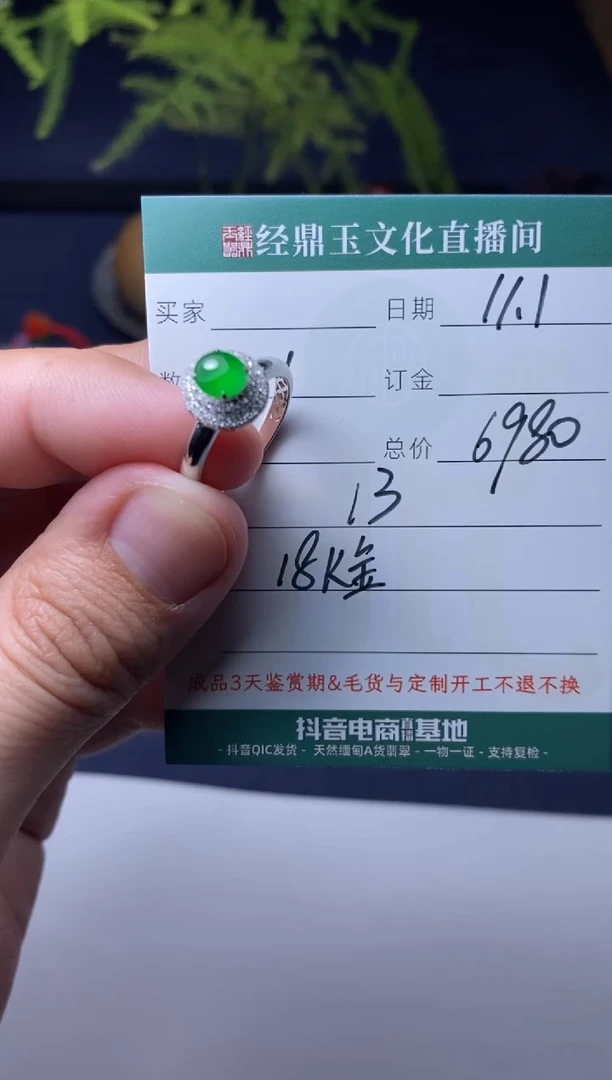 经鼎玉文化直播间
买家 日期 11.1
数 订金
总价 6980
13
18K金
成品3天鉴赏期&毛货与定制开工不退不换
抖音电商直播基地
- 抖音QIC发货 - 天然缅甸A货翡翠 - 一物一证 - 支持复检 -